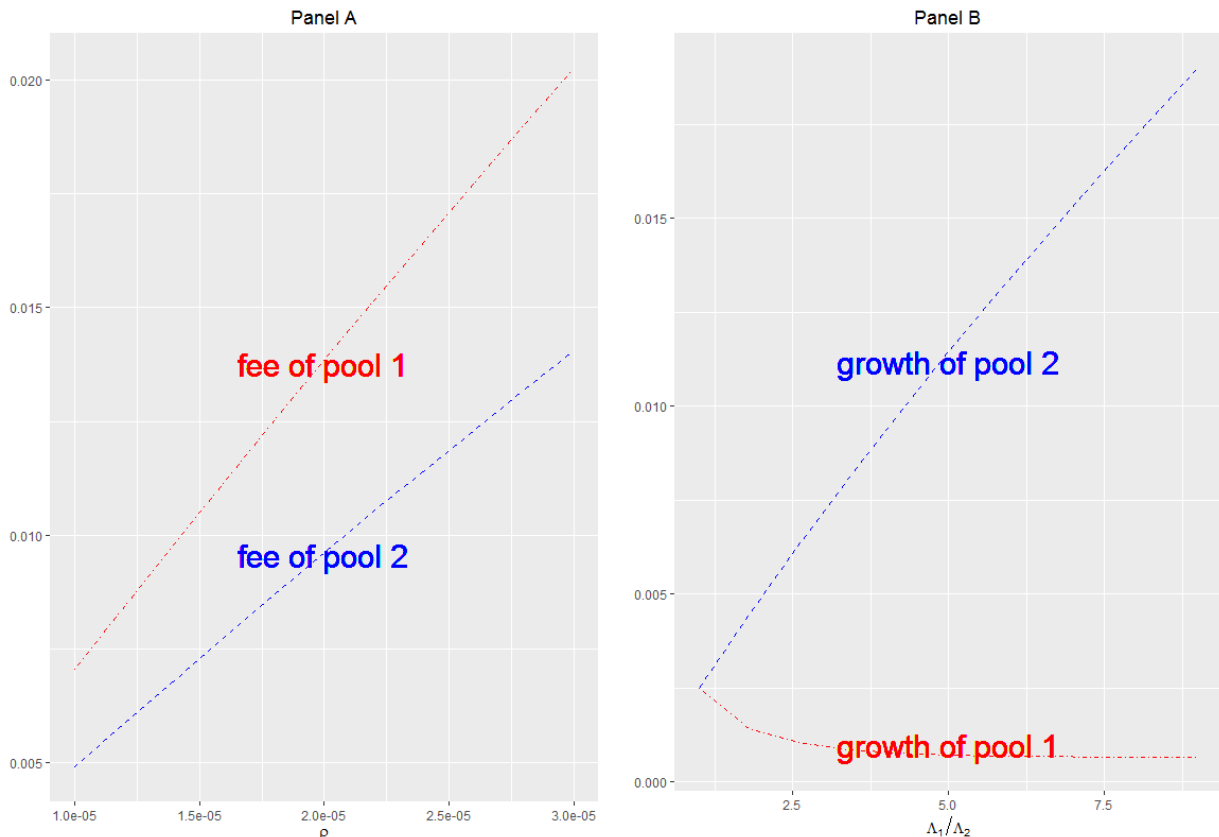 Panel A
0.020
0.015
0.010
0.005
fee of pool 1
fee of pool 2
1.0e-05 1.5e-05 2.0e-05 2.5e-05 3.0e-05
ρ
Panel B
0.015
0.010
0.005
0.000
growth of pool 2
growth of pool 1
2.5 5.0 7.5
Λ₁/Λ₂